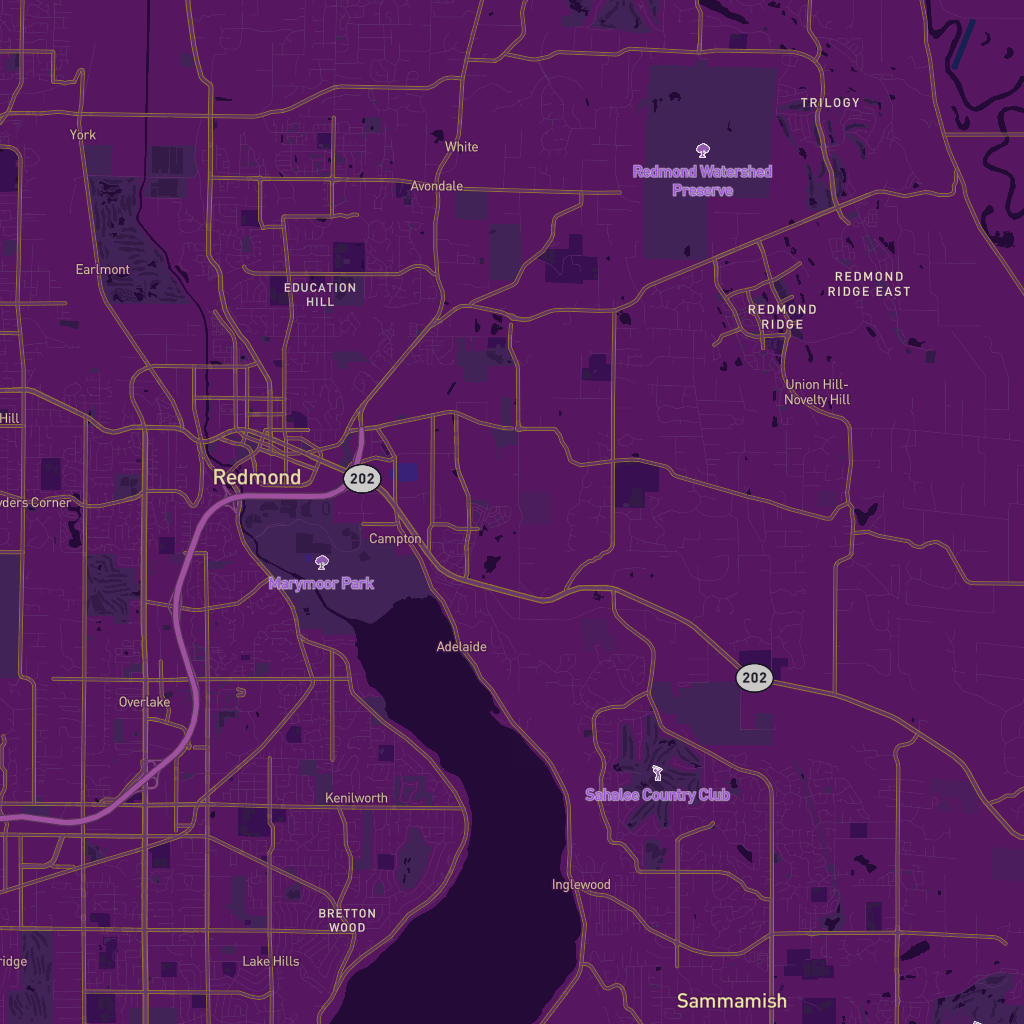 TRILOGY
York
White
Redmond Watershed
Preserve
Avondale
Earlmont
REDMOND
RIDGE EAST
EDUCATION
HILL
REDMOND
RIDGE
Union Hill-
Novelty Hill
Hill
Redmond
202
yders Corner
Campton
Marymoor Park
Adelaide
202
Overlake
Sahalee Country Club
Kenilworth
Inglewood
BRETTON
WOOD
Lake Hills
ridge
Sammamish